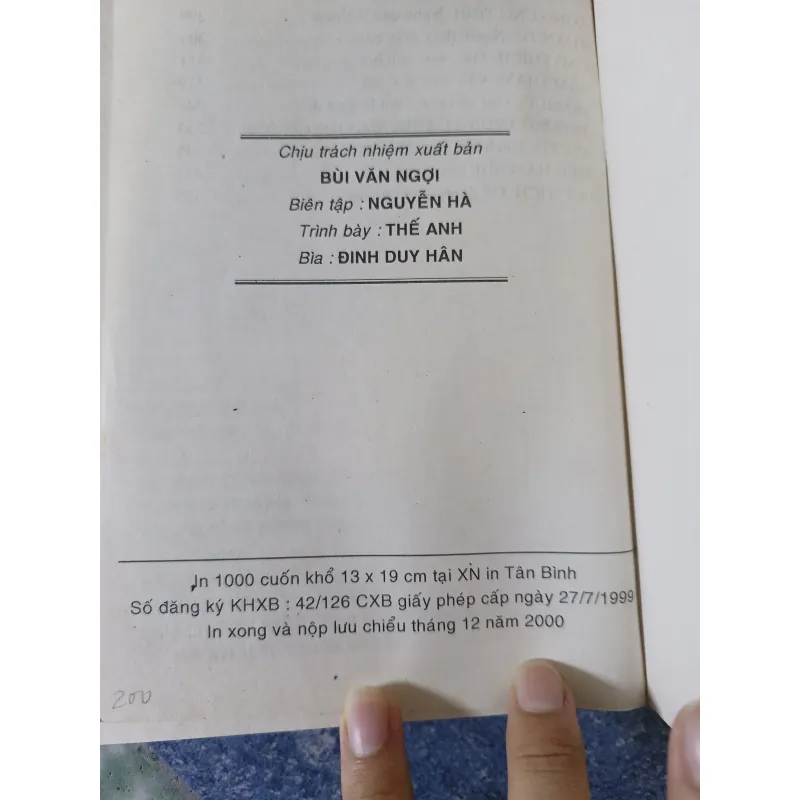 Chịu trách nhiệm xuất bản
BÙI VĂN NGỢI
Biên tập : NGUYỄN HÀ
Trình bày : THẾ ANH
Bìa : ĐINH DUY HÂN
In 1000 cuốn khổ 13 x 19 cm tại XN in Tân Bình
Số đăng ký KHXB : 42/126 CXB giấy phép cấp ngày 27/7/1999
In xong và nộp lưu chiểu tháng 12 năm 2000
200